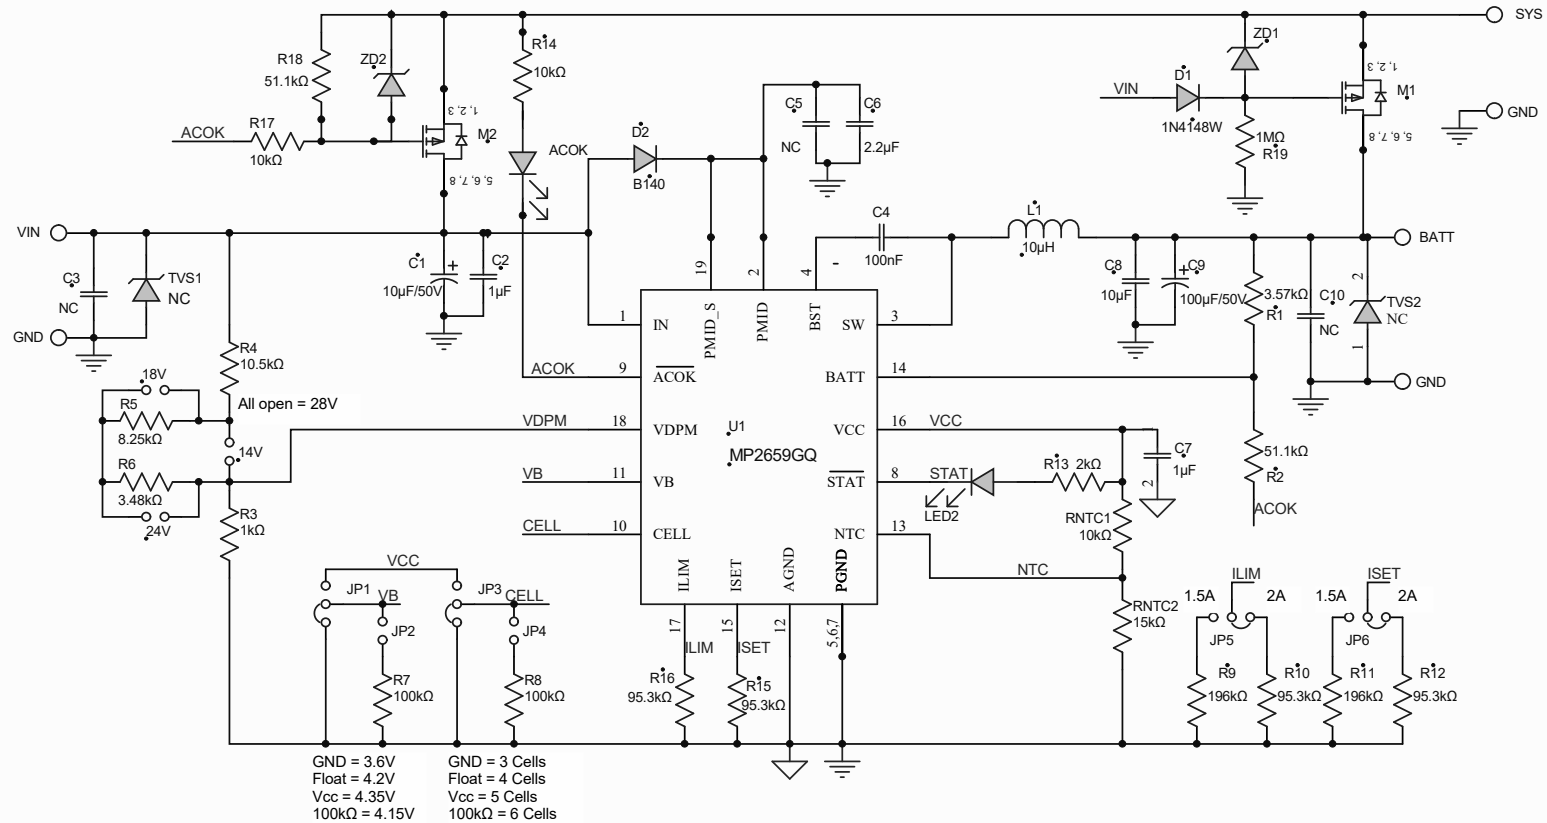 SYS
R18
51.1kΩ
ZD2
R14
10kΩ
ZD1
1, 2, 3
1, 2, 3
VIN
D1
M1
1N4148W
C5
C6
NC
2.2µF
GND
ACOK
R17
10kΩ
M2
D2
B140
ACOK
1MΩ
R19
5, 6, 7, 8
5, 6, 7, 8
VIN
C4
100nF
L1
10µH
BATT
C3
NC
TVS1
NC
C1
10µF/50V
+
C2
1µF
19
2
4
-
C8
10µF
+
C9
100µF/50V
3.57kΩ
R1
C10
NC
2
TVS2
NC
1
GND
1
IN
PMID_S
PMID
BST
SW
3
R4
10.5kΩ
18V
ACOK
9
ACOK
BATT
14
GND
R5
8.25kΩ
All open = 28V
14V
VDPM
18
VDPM
U1
MP2659GQ
VCC
16
VCC
1
C7
1µF
2
51.1kΩ
R2
ACOK
R6
3.48kΩ
24V
VB
11
VB
STAT
8
STAT
LED2
R13
2kΩ
R3
1kΩ
CELL
10
CELL
NTC
13
RNTC1
10kΩ
NTC
VCC
JP1
VB
JP2
JP3
CELL
JP4
ILIM
ISET
AGND
PGND
17
15
12
5,6,7
RNTC2
15kΩ
ILIM
1.5A
2A
JP5
ISET
1.5A
2A
JP6
R7
100kΩ
R8
100kΩ
ILIM
R16
95.3kΩ
ISET
R15
95.3kΩ
R9
196kΩ
R10
95.3kΩ
R11
196kΩ
R12
95.3kΩ
GND = 3.6V
Float = 4.2V
Vcc = 4.35V
100kΩ = 4.15V
GND = 3 Cells
Float = 4 Cells
Vcc = 5 Cells
100kΩ = 6 Cells